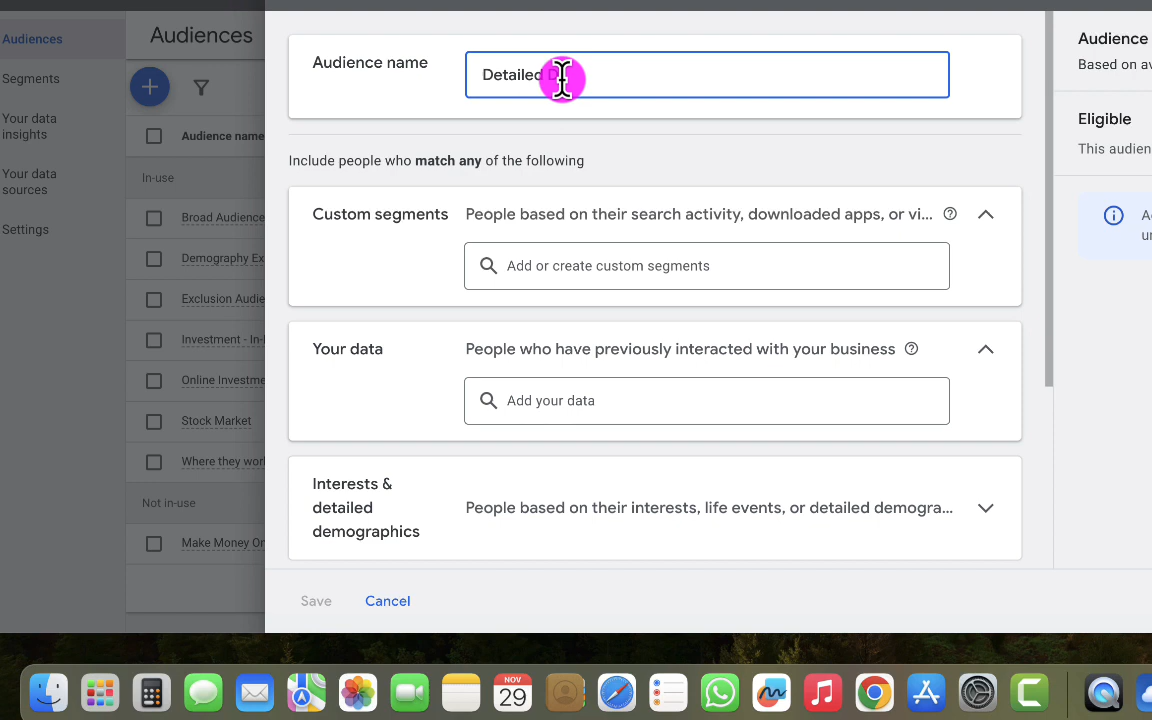 Audiences
Segments
Your data
insights
Your data
sources
Settings
Audiences
Audience name
In-use
Broad Audience
Demography Ex
Exclusion Audie
Investment - In-
Online Investme
Stock Market
Where they wor
Not in-use
Make Money On
Audience name
Detailed D
Include people who match any of the following
Custom segments
People based on their search activity, downloaded apps, or vi...
Add or create custom segments
Your data
People who have previously interacted with your business
Add your data
Interests &
detailed
demographics
People based on their interests, life events, or detailed demogra...
Save
Cancel
Audience
Based on av
Eligible
This audien
NOV
29